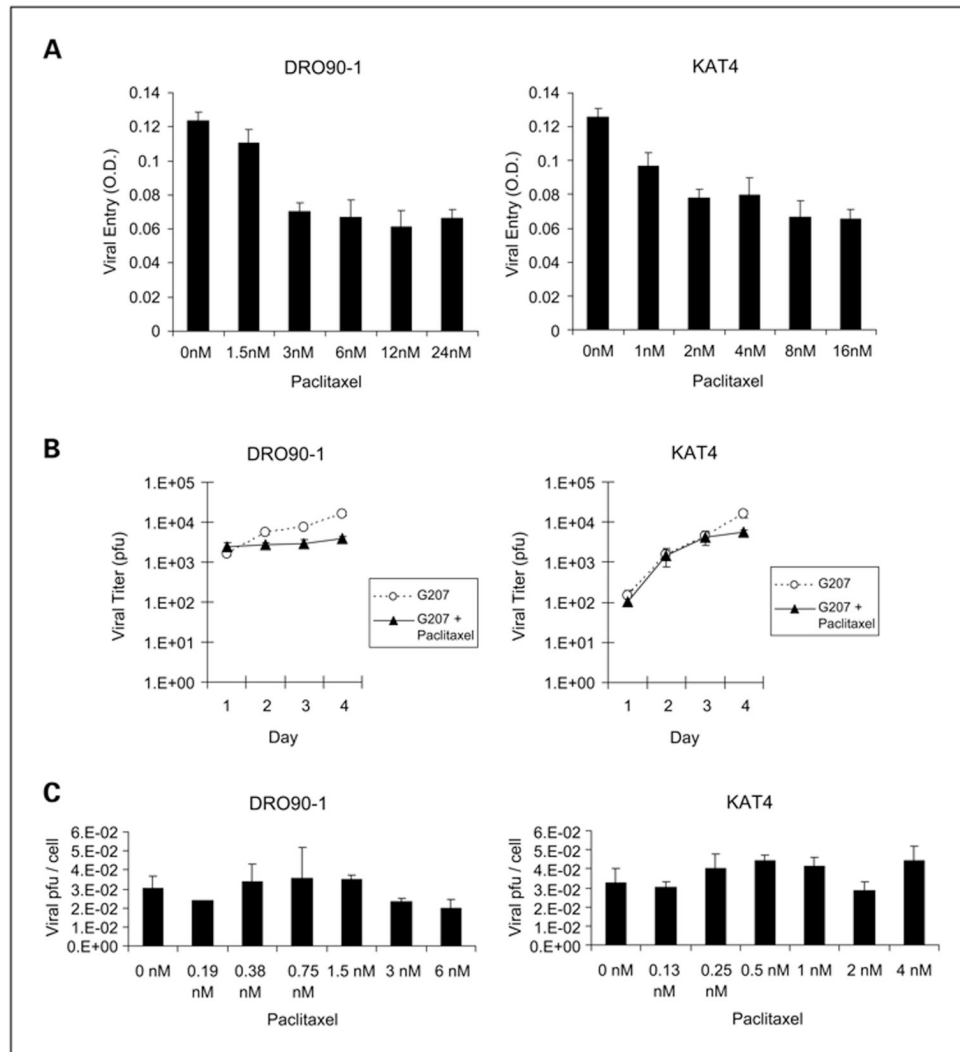 A
DRO90-1
KAT4
0.14
0.12
0.1
0.08
0.06
0.04
0.02
0
Viral Entry (O.D.)
0nM 1.5nM 3nM 6nM 12nM 24nM
Paclitaxel
0.14
0.12
0.1
0.08
0.06
0.04
0.02
0
Viral Entry (O.D.)
0nM 1nM 2nM 4nM 8nM 16nM
Paclitaxel
B
DRO90-1
KAT4
1.E+05
1.E+04
1.E+03
1.E+02
1.E+01
1.E+00
Viral Titer (pfu)
1 2 3 4
Day
G207
G207 +
Paclitaxel
1.E+05
1.E+04
1.E+03
1.E+02
1.E+01
1.E+00
Viral Titer (pfu)
1 2 3 4
Day
G207
G207 +
Paclitaxel
C
DRO90-1
KAT4
6.E-02
5.E-02
4.E-02
3.E-02
2.E-02
1.E-02
0.E+00
Viral pfu / cell
0 nM 0.19 0.38 0.75 1.5 nM 3 nM 6 nM
nM nM nM
Paclitaxel
6.E-02
5.E-02
4.E-02
3.E-02
2.E-02
1.E-02
0.E+00
Viral pfu / cell
0 nM 0.13 0.25 0.5 nM 1 nM 2 nM 4 nM
nM nM
Paclitaxel